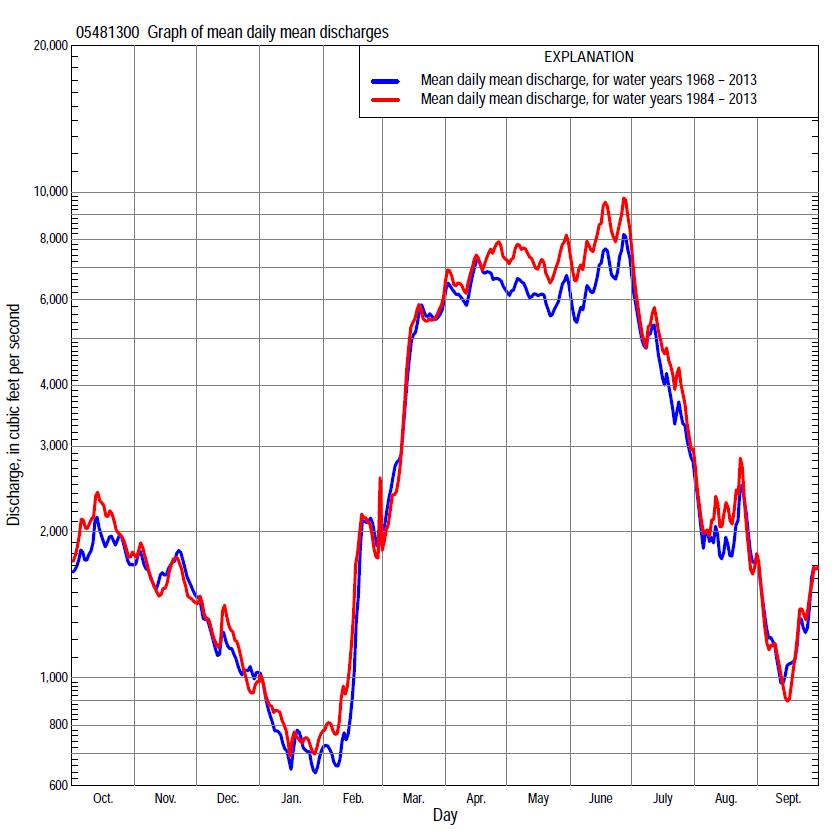 05481300 Graph of mean daily mean discharges
EXPLANATION
Mean daily mean discharge, for water years 1968 – 2013
Mean daily mean discharge, for water years 1984 – 2013
Discharge, in cubic feet per second
20,000
10,000
8,000
6,000
4,000
3,000
2,000
1,000
800
600
Oct. Nov. Dec. Jan. Feb. Mar. Apr. May June July Aug. Sept.
Day